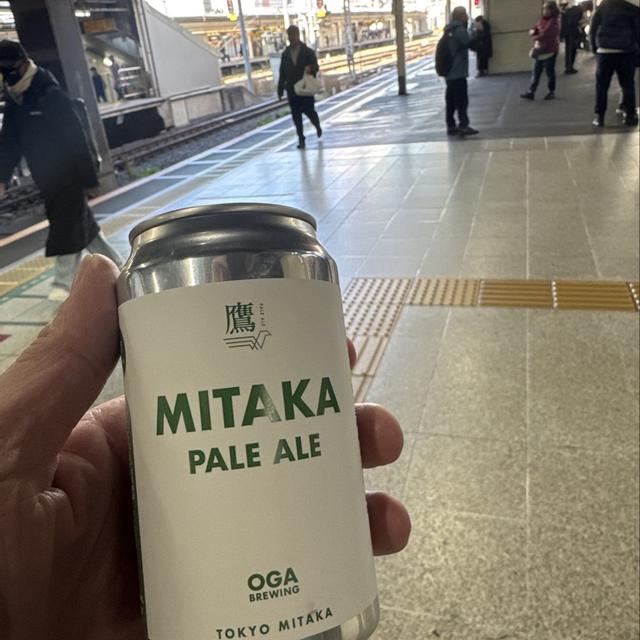 鷹
MITAKA
PALE ALE
OGA
BREWING
TOKYO MITAKA